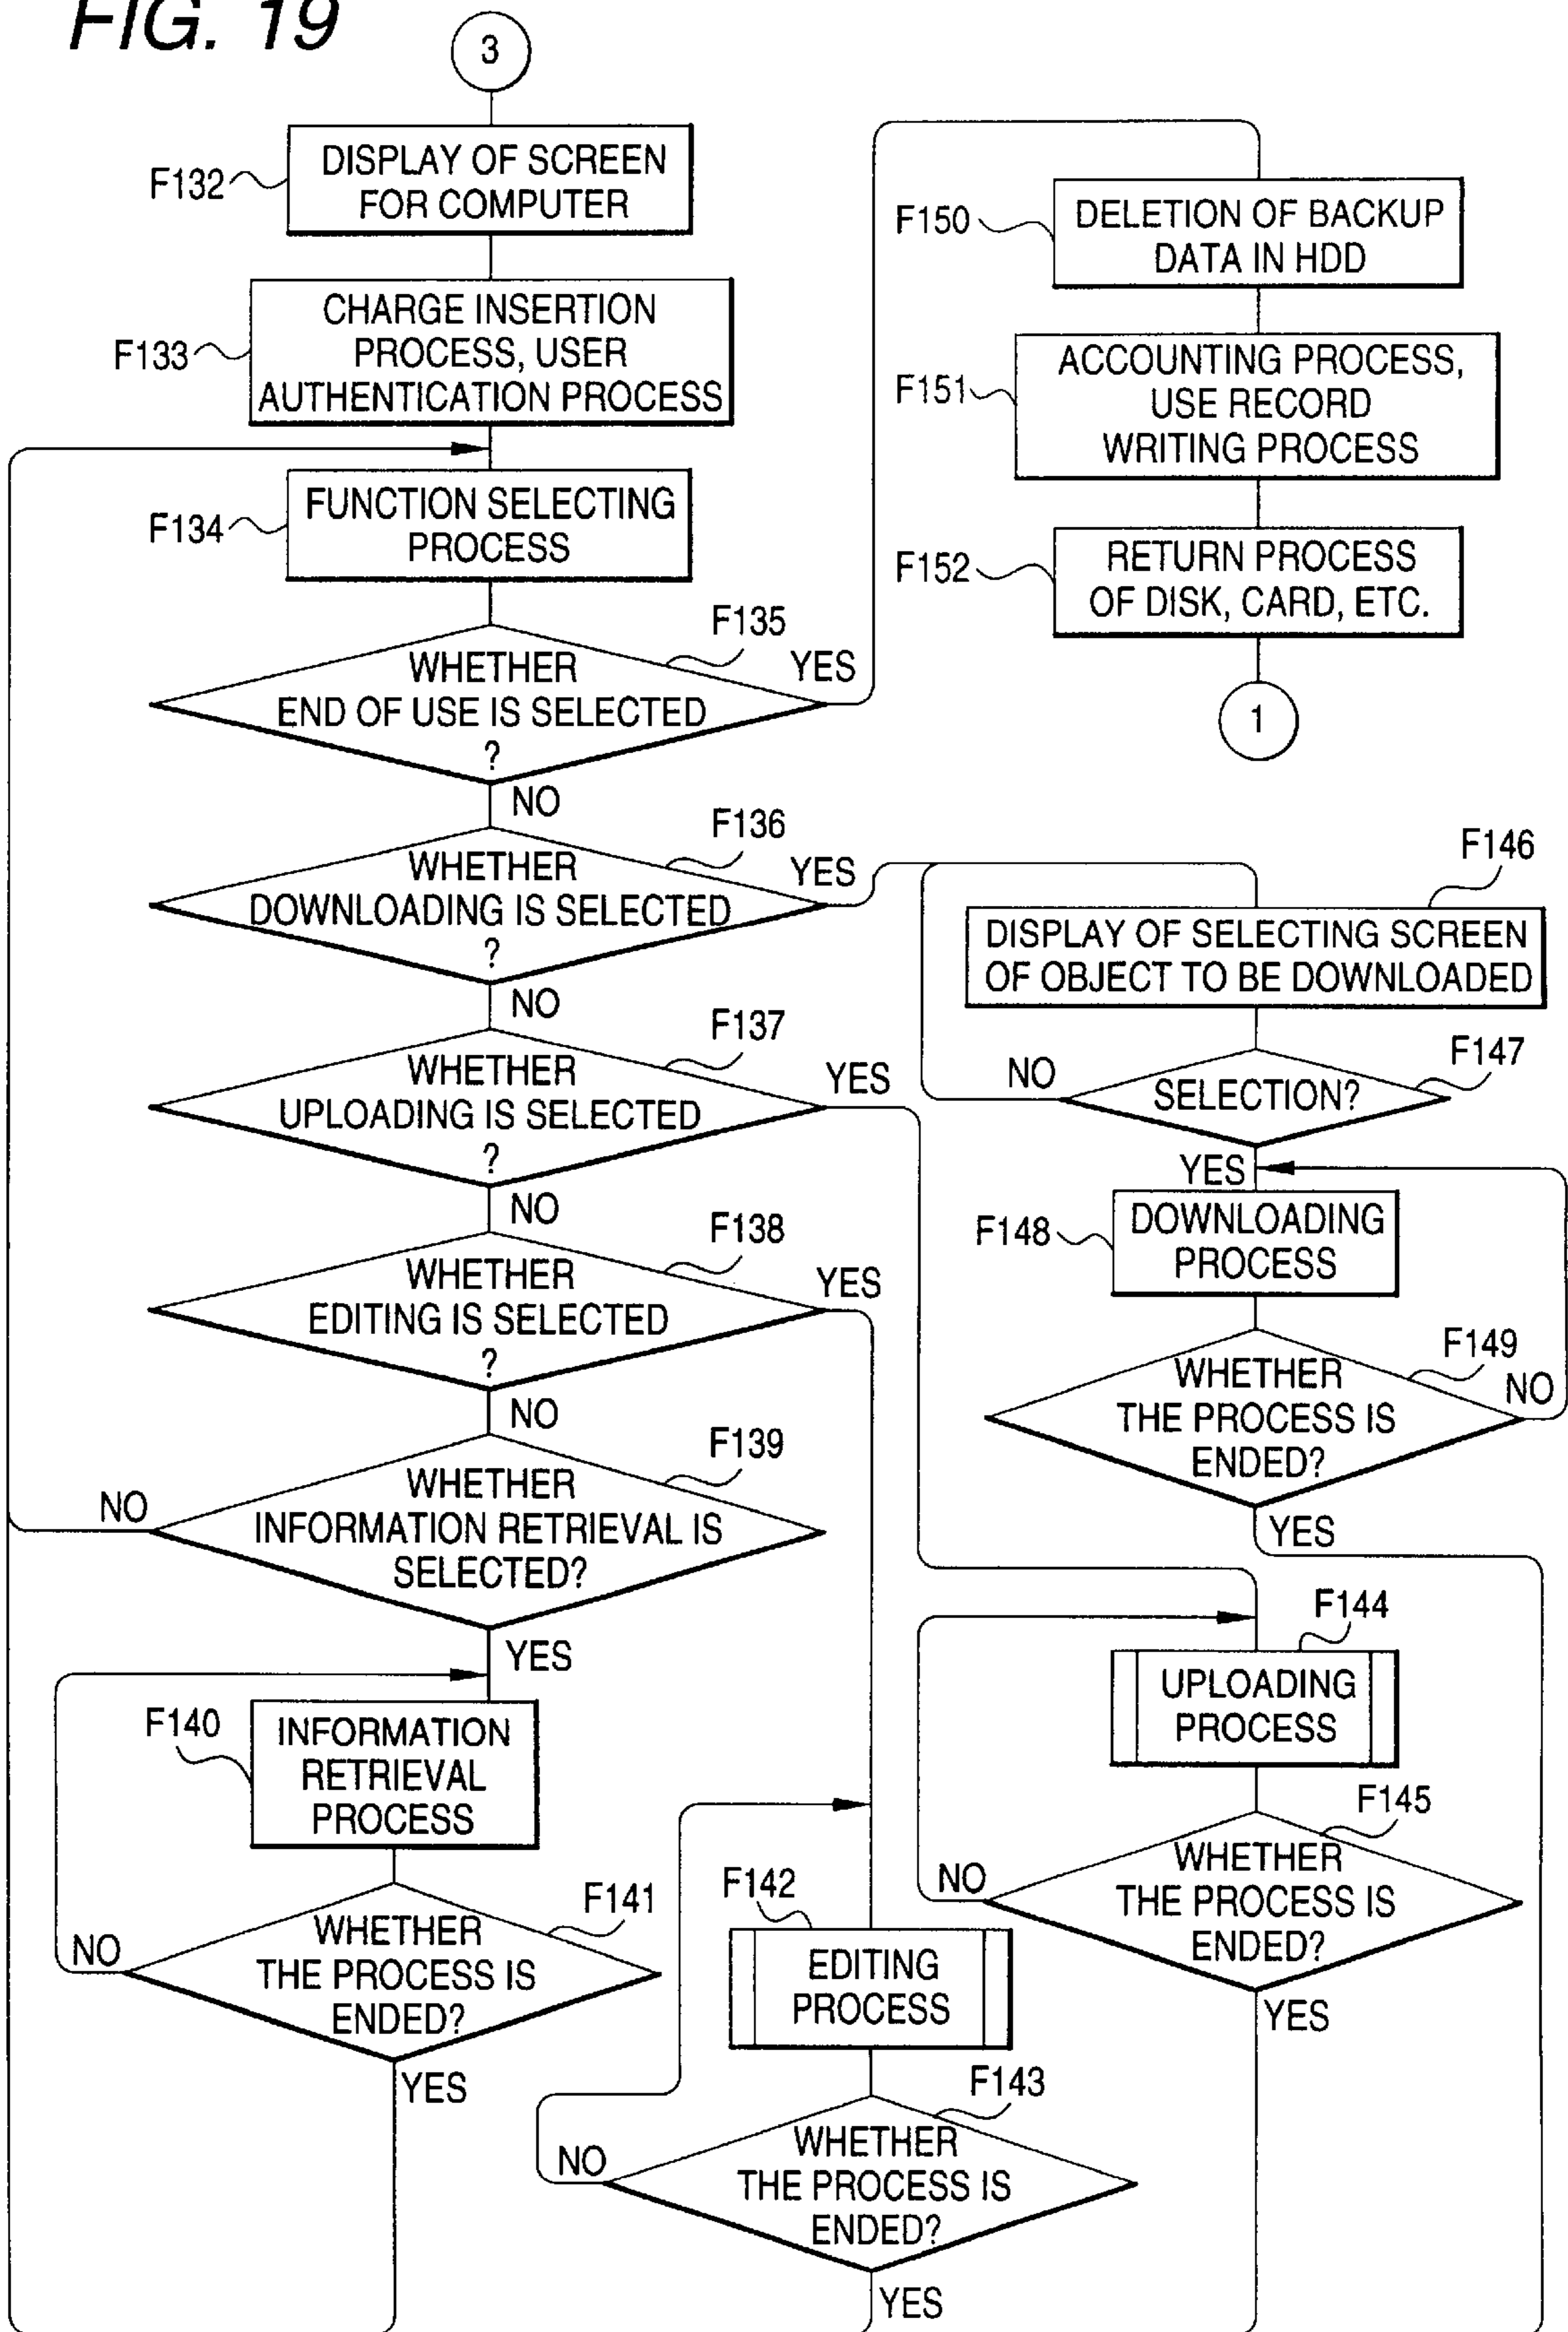 FIG. 19
3
F132
DISPLAY OF SCREEN
FOR COMPUTER
F133
CHARGE INSERTION
PROCESS, USER
AUTHENTICATION PROCESS
F134
FUNCTION SELECTING
PROCESS
F135
WHETHER
END OF USE IS SELECTED
?
YES
NO
F150
DELETION OF BACKUP
DATA IN HDD
F151
ACCOUNTING PROCESS,
USE RECORD
WRITING PROCESS
F152
RETURN PROCESS
OF DISK, CARD, ETC.
1
F136
WHETHER
DOWNLOADING IS SELECTED
?
YES
NO
F146
DISPLAY OF SELECTING SCREEN
OF OBJECT TO BE DOWNLOADED
F147
SELECTION?
NO
YES
F148
DOWNLOADING
PROCESS
F149
WHETHER
THE PROCESS IS
ENDED?
NO
YES
F137
WHETHER
UPLOADING IS SELECTED
?
YES
NO
F138
WHETHER
EDITING IS SELECTED
?
YES
NO
F139
WHETHER
INFORMATION RETRIEVAL IS
SELECTED?
NO
YES
F140
INFORMATION
RETRIEVAL
PROCESS
F141
WHETHER
THE PROCESS IS
ENDED?
NO
YES
F142
EDITING
PROCESS
F143
WHETHER
THE PROCESS IS
ENDED?
NO
YES
F144
UPLOADING
PROCESS
F145
WHETHER
THE PROCESS IS
ENDED?
NO
YES